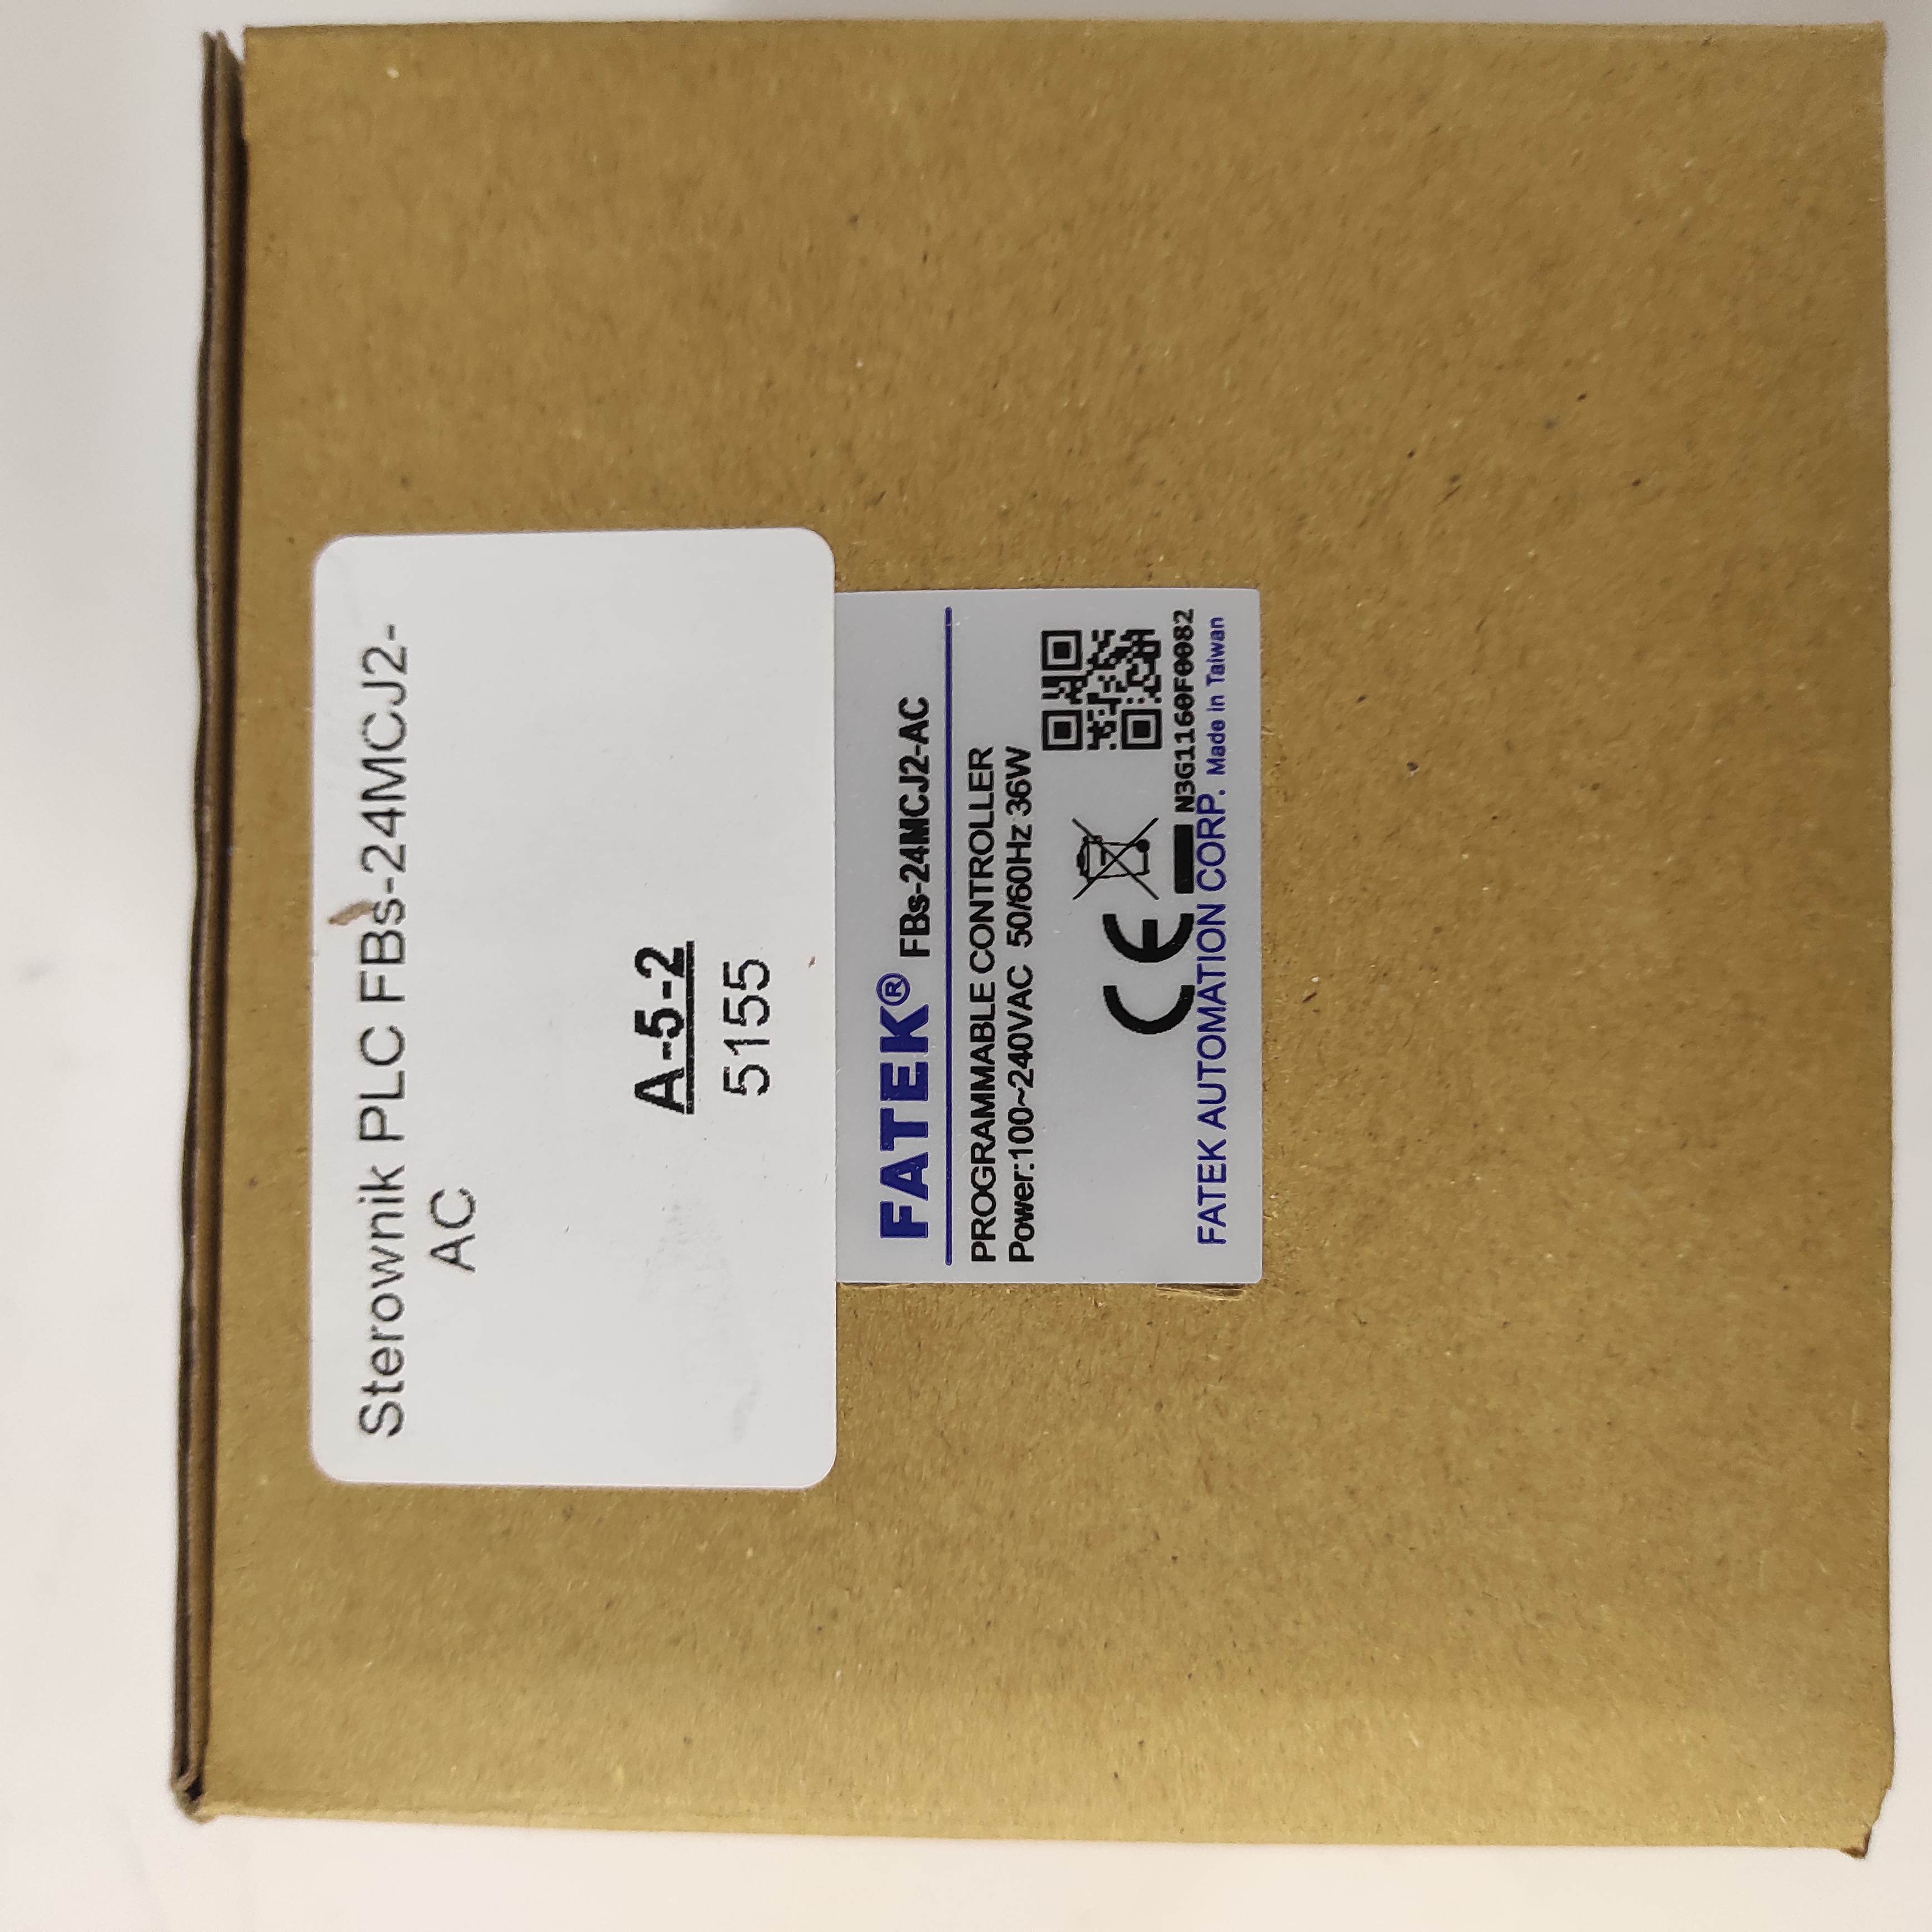 Sterownik PLC FBs-24MCJ2-
AC
A-5-2
5155
FATEK® FBs-24MCJ2-AC
PROGRAMMABLE CONTROLLER
Power:100~240VAC 50/60Hz 36W
CE
N3G1160F0082
FATEK AUTOMATION CORP. Made in Taiwan